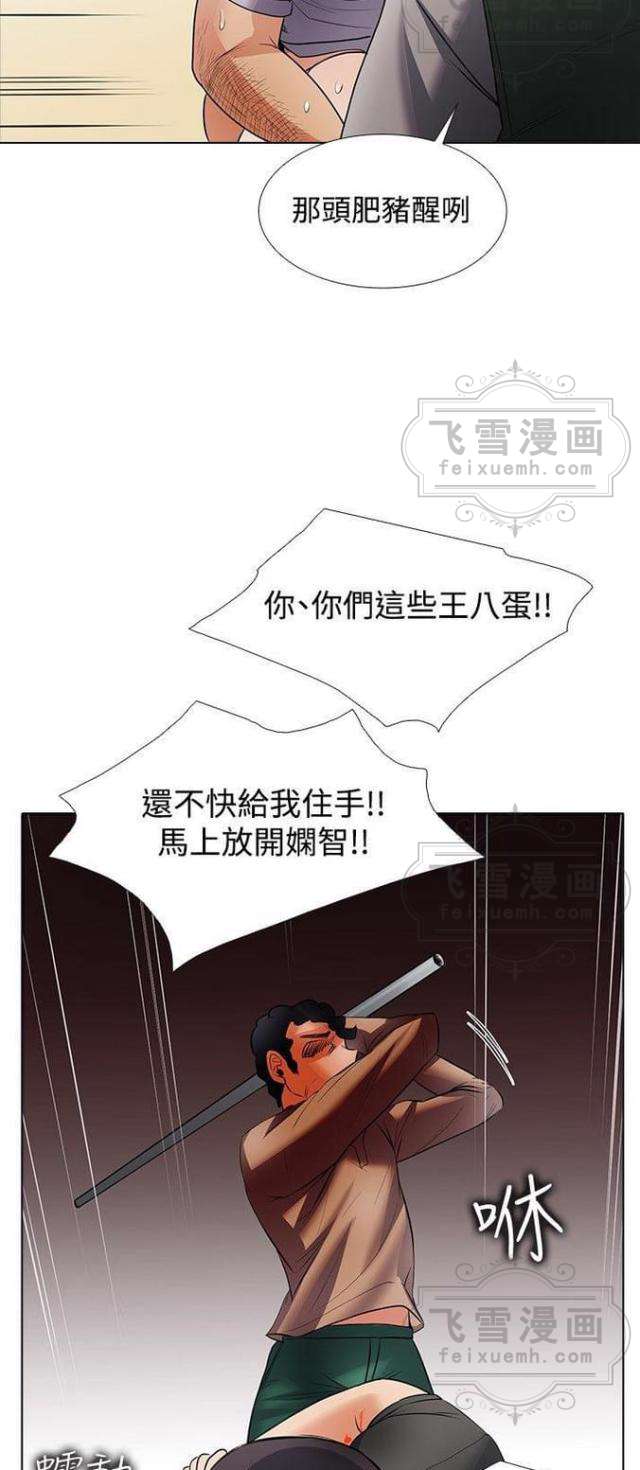 那頭肥豬醒咧
飞雪漫画
feixuemh.com
你、你們這些王八蛋!!
還不快給我住手!!
馬上放開嫻智!!
飞雪漫画
feixuemh.com
咻
飞雪漫画
feixuemh.com
蠕動